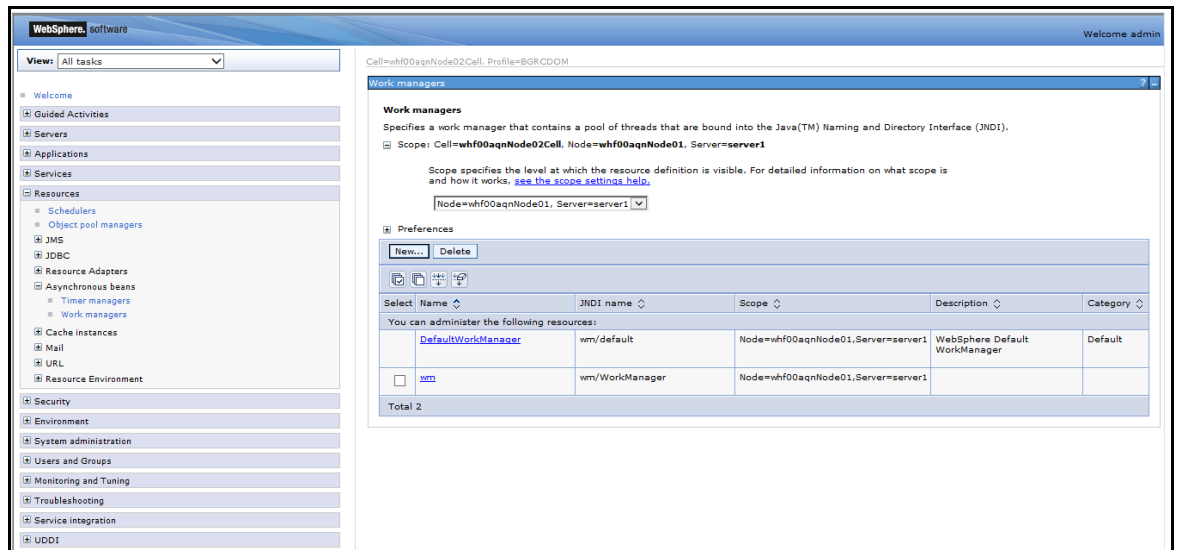 WebSphere. software
Welcome admin
View: All tasks
Cell=whf00aqnNode02Cell, Profile=BGRCDOM
Welcome
Guided Activities
Servers
Applications
Services
Resources
Schedulers
Object pool managers
JMS
JDBC
Resource Adapters
Asynchronous beans
Timer managers
Work managers
Cache instances
Mail
URL
Resource Environment
Security
Environment
System administration
Users and Groups
Monitoring and Tuning
Troubleshooting
Service integration
UDDI
Work managers ? -
Work managers
Specifies a work manager that contains a pool of threads that are bound into the Java(TM) Naming and Directory Interface (JNDI).
Scope: Cell=whf00aqnNode02Cell, Node=whf00aqnNode01, Server=server1
Scope specifies the level at which the resource definition is visible. For detailed information on what scope is
and how it works, see the scope settings help.
Node=whf00aqnNode01, Server=server1
Preferences
New... Delete
Select Name JNDI name Scope Description Category
You can administer the following resources:
DefaultWorkManager wm/default Node=whf00aqnNode01,Server=server1 WebSphere Default Default
WorkManager
wm wm/WorkManager Node=whf00aqnNode01,Server=server1
Total 2